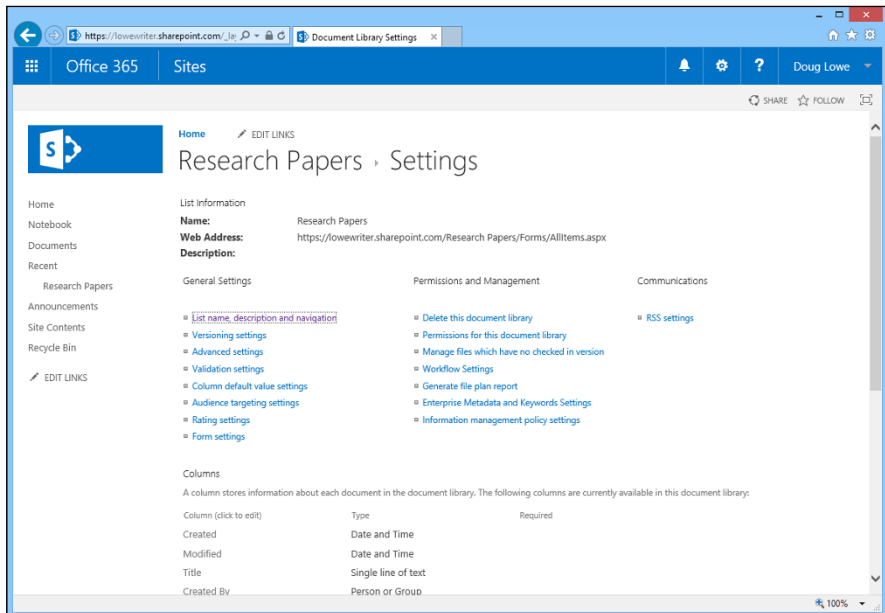 https://lowewriter.sharepoint.com/_la
Document Library Settings
Office 365
Sites
?
Doug Lowe
SHARE
FOLLOW
S
Home
EDIT LINKS
Research Papers
Settings
Home
Notebook
Documents
Recent
Research Papers
Announcements
Site Contents
Recycle Bin
EDIT LINKS
List Information
Name: Research Papers
Web Address: https://lowewriter.sharepoint.com/Research Papers/Forms/AllItems.aspx
Description:
General Settings
List name, description and navigation
Versioning settings
Advanced settings
Validation settings
Column default value settings
Audience targeting settings
Rating settings
Form settings
Permissions and Management
Delete this document library
Permissions for this document library
Manage files which have no checked in version
Workflow Settings
Generate file plan report
Enterprise Metadata and Keywords Settings
Information management policy settings
Communications
RSS settings
Columns
A column stores information about each document in the document library. The following columns are currently available in this document library:
Column (click to edit) Type Required
Created Date and Time
Modified Date and Time
Title Single line of text
Created By Person or Group
100%